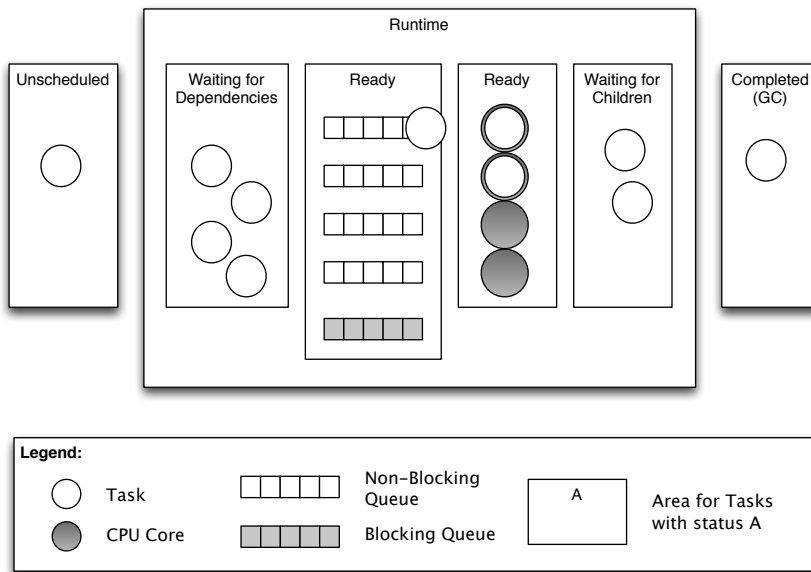 Runtime
Unscheduled
Waiting for
Dependencies
Ready
Ready
Waiting for
Children
Completed
(GC)
Legend:
Task
CPU Core
Non-Blocking
Queue
Blocking Queue
A
Area for Tasks
with status A